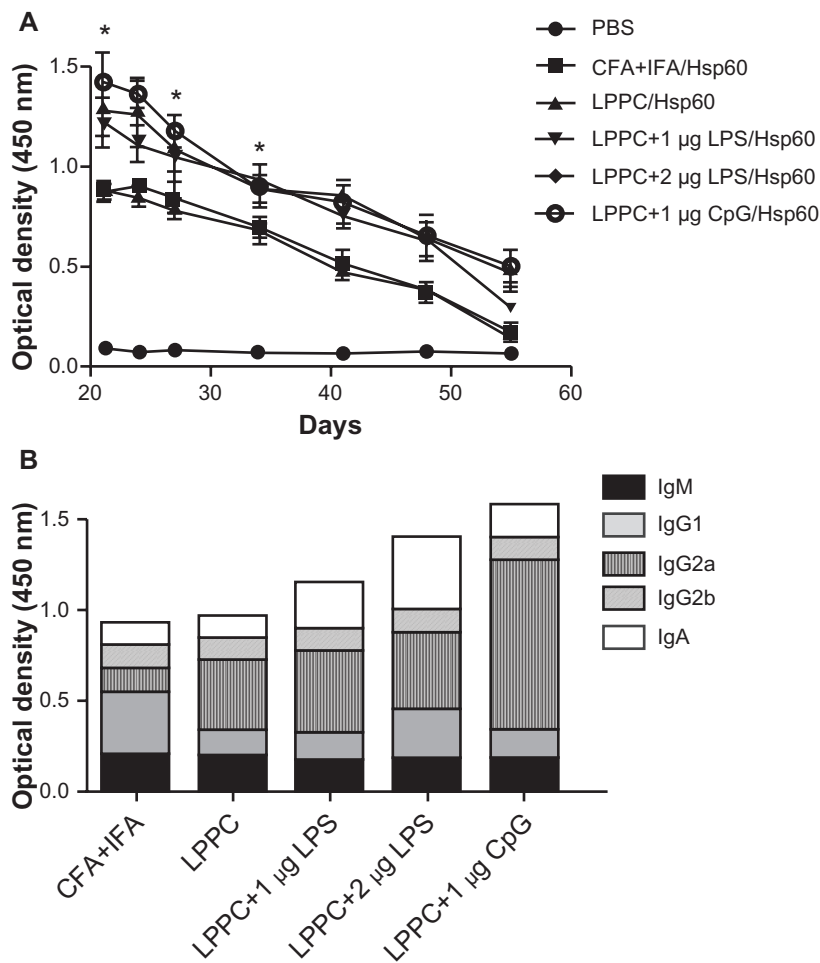 A
Optical density (450 nm)
1.5
1.0
0.5
0.0
*
*
*
20 30 40 50 60
Days
PBS
CFA+IFA/Hsp60
LPPC/Hsp60
LPPC+1 µg LPS/Hsp60
LPPC+2 µg LPS/Hsp60
LPPC+1 µg CpG/Hsp60
B
Optical density (450 nm)
1.5
1.0
0.5
0.0
CFA+IFA
LPPC
LPPC+1 µg LPS
LPPC+2 µg LPS
LPPC+1 µg CpG
IgM
IgG1
IgG2a
IgG2b
IgA